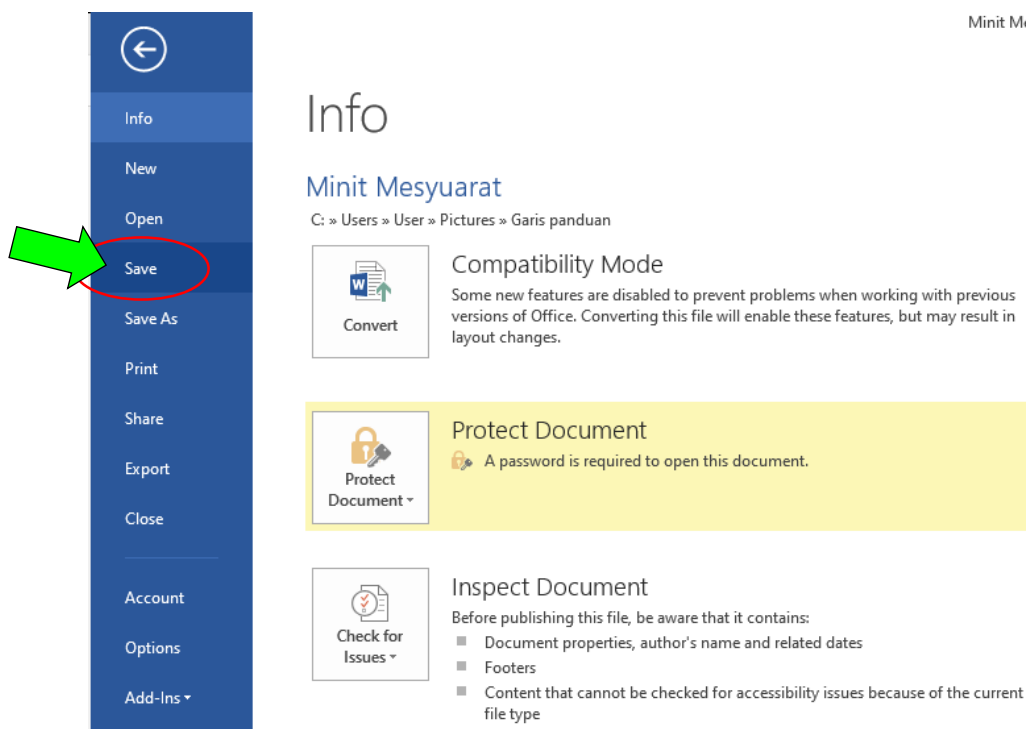 Minit Me
Info
New
Open
Save
Save As
Print
Share
Export
Close
Account
Options
Add-Ins
Info
Minit Mesyuarat
C: » Users » User » Pictures » Garis panduan
Convert
Compatibility Mode
Some new features are disabled to prevent problems when working with previous
versions of Office. Converting this file will enable these features, but may result in
layout changes.
Protect
Document
Protect Document
A password is required to open this document.
Check for
Issues
Inspect Document
Before publishing this file, be aware that it contains:
Document properties, author's name and related dates
Footers
Content that cannot be checked for accessibility issues because of the current
file type